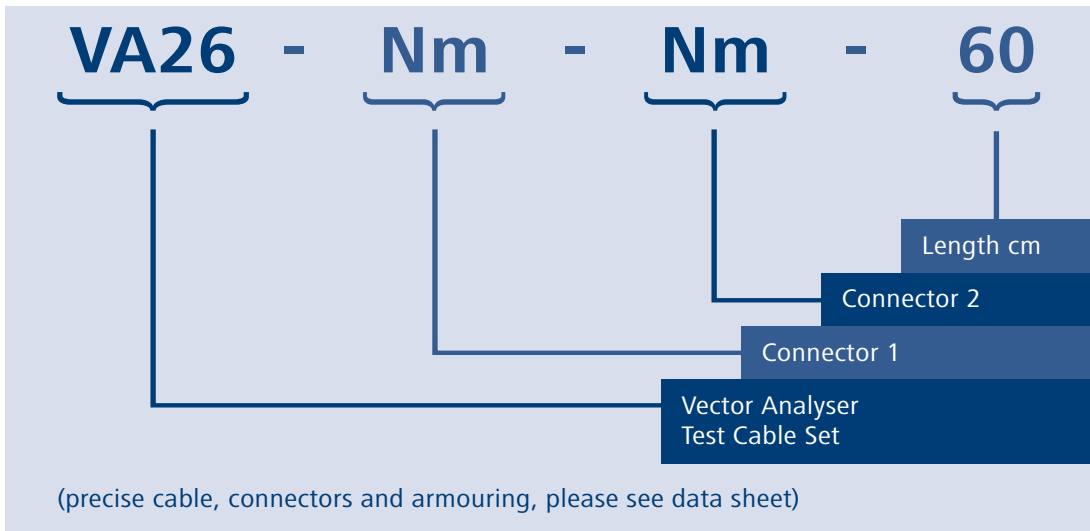 VA26 - Nm - Nm - 60
Length cm
Connector 2
Connector 1
Vector Analyser
Test Cable Set
(precise cable, connectors and armouring, please see data sheet)